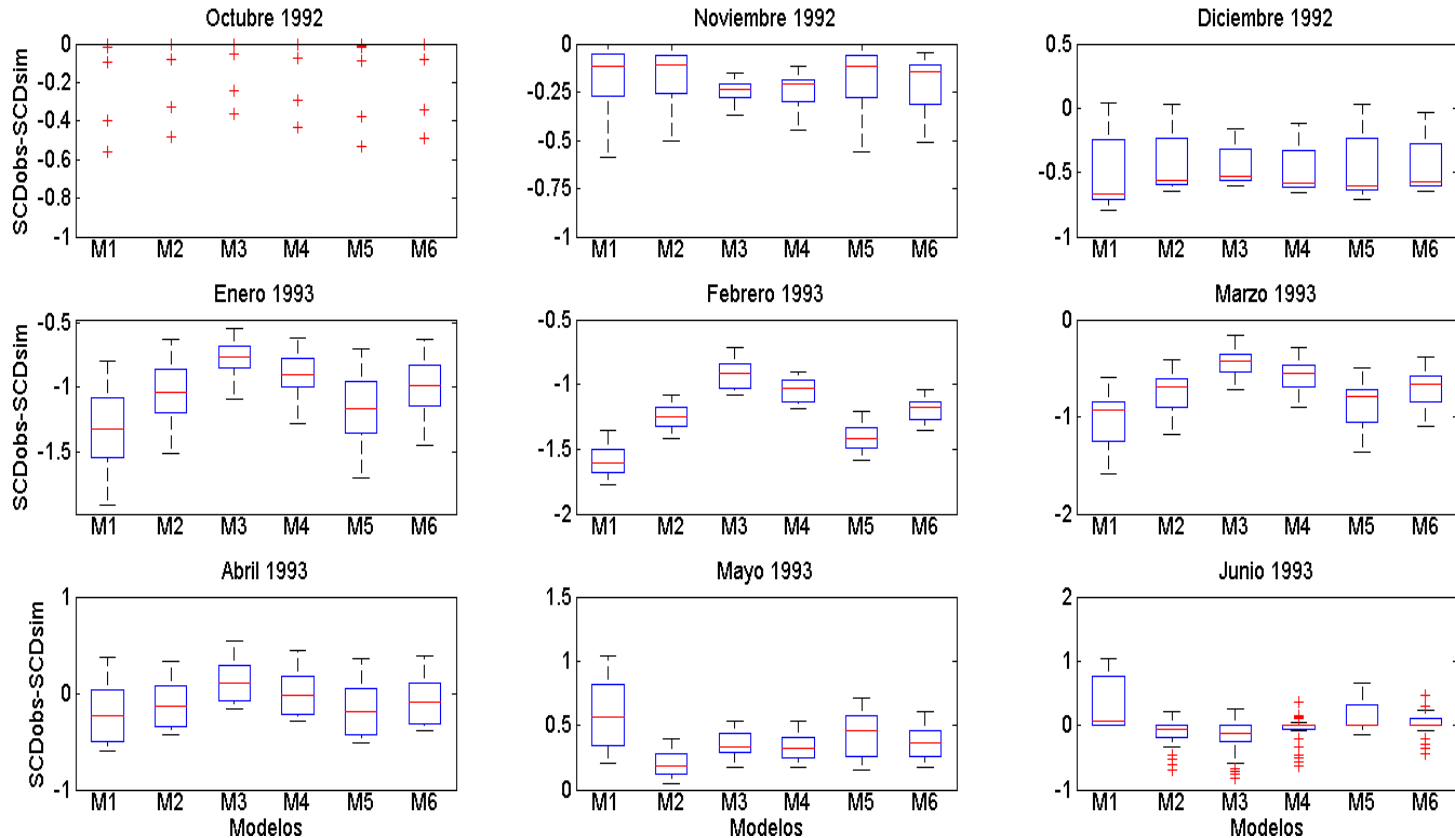 Octubre 1992
Noviembre 1992
Diciembre 1992
SCDobs-SCDsim
0
-0.2
-0.4
-0.6
-0.8
-1
M1 M2 M3 M4 M5 M6
0
-0.25
-0.5
-0.75
-1
M1 M2 M3 M4 M5 M6
0.5
0
-0.5
-1
M1 M2 M3 M4 M5 M6
Enero 1993
Febrero 1993
Marzo 1993
SCDobs-SCDsim
-0.5
-1
-1.5
M1 M2 M3 M4 M5 M6
-0.5
-1
-1.5
-2
M1 M2 M3 M4 M5 M6
0
-1
-2
M1 M2 M3 M4 M5 M6
Abril 1993
Mayo 1993
Junio 1993
SCDobs-SCDsim
1
0
-1
M1 M2 M3 M4 M5 M6
Modelos
1.5
1
0.5
0
M1 M2 M3 M4 M5 M6
Modelos
2
1
0
-1
M1 M2 M3 M4 M5 M6
Modelos